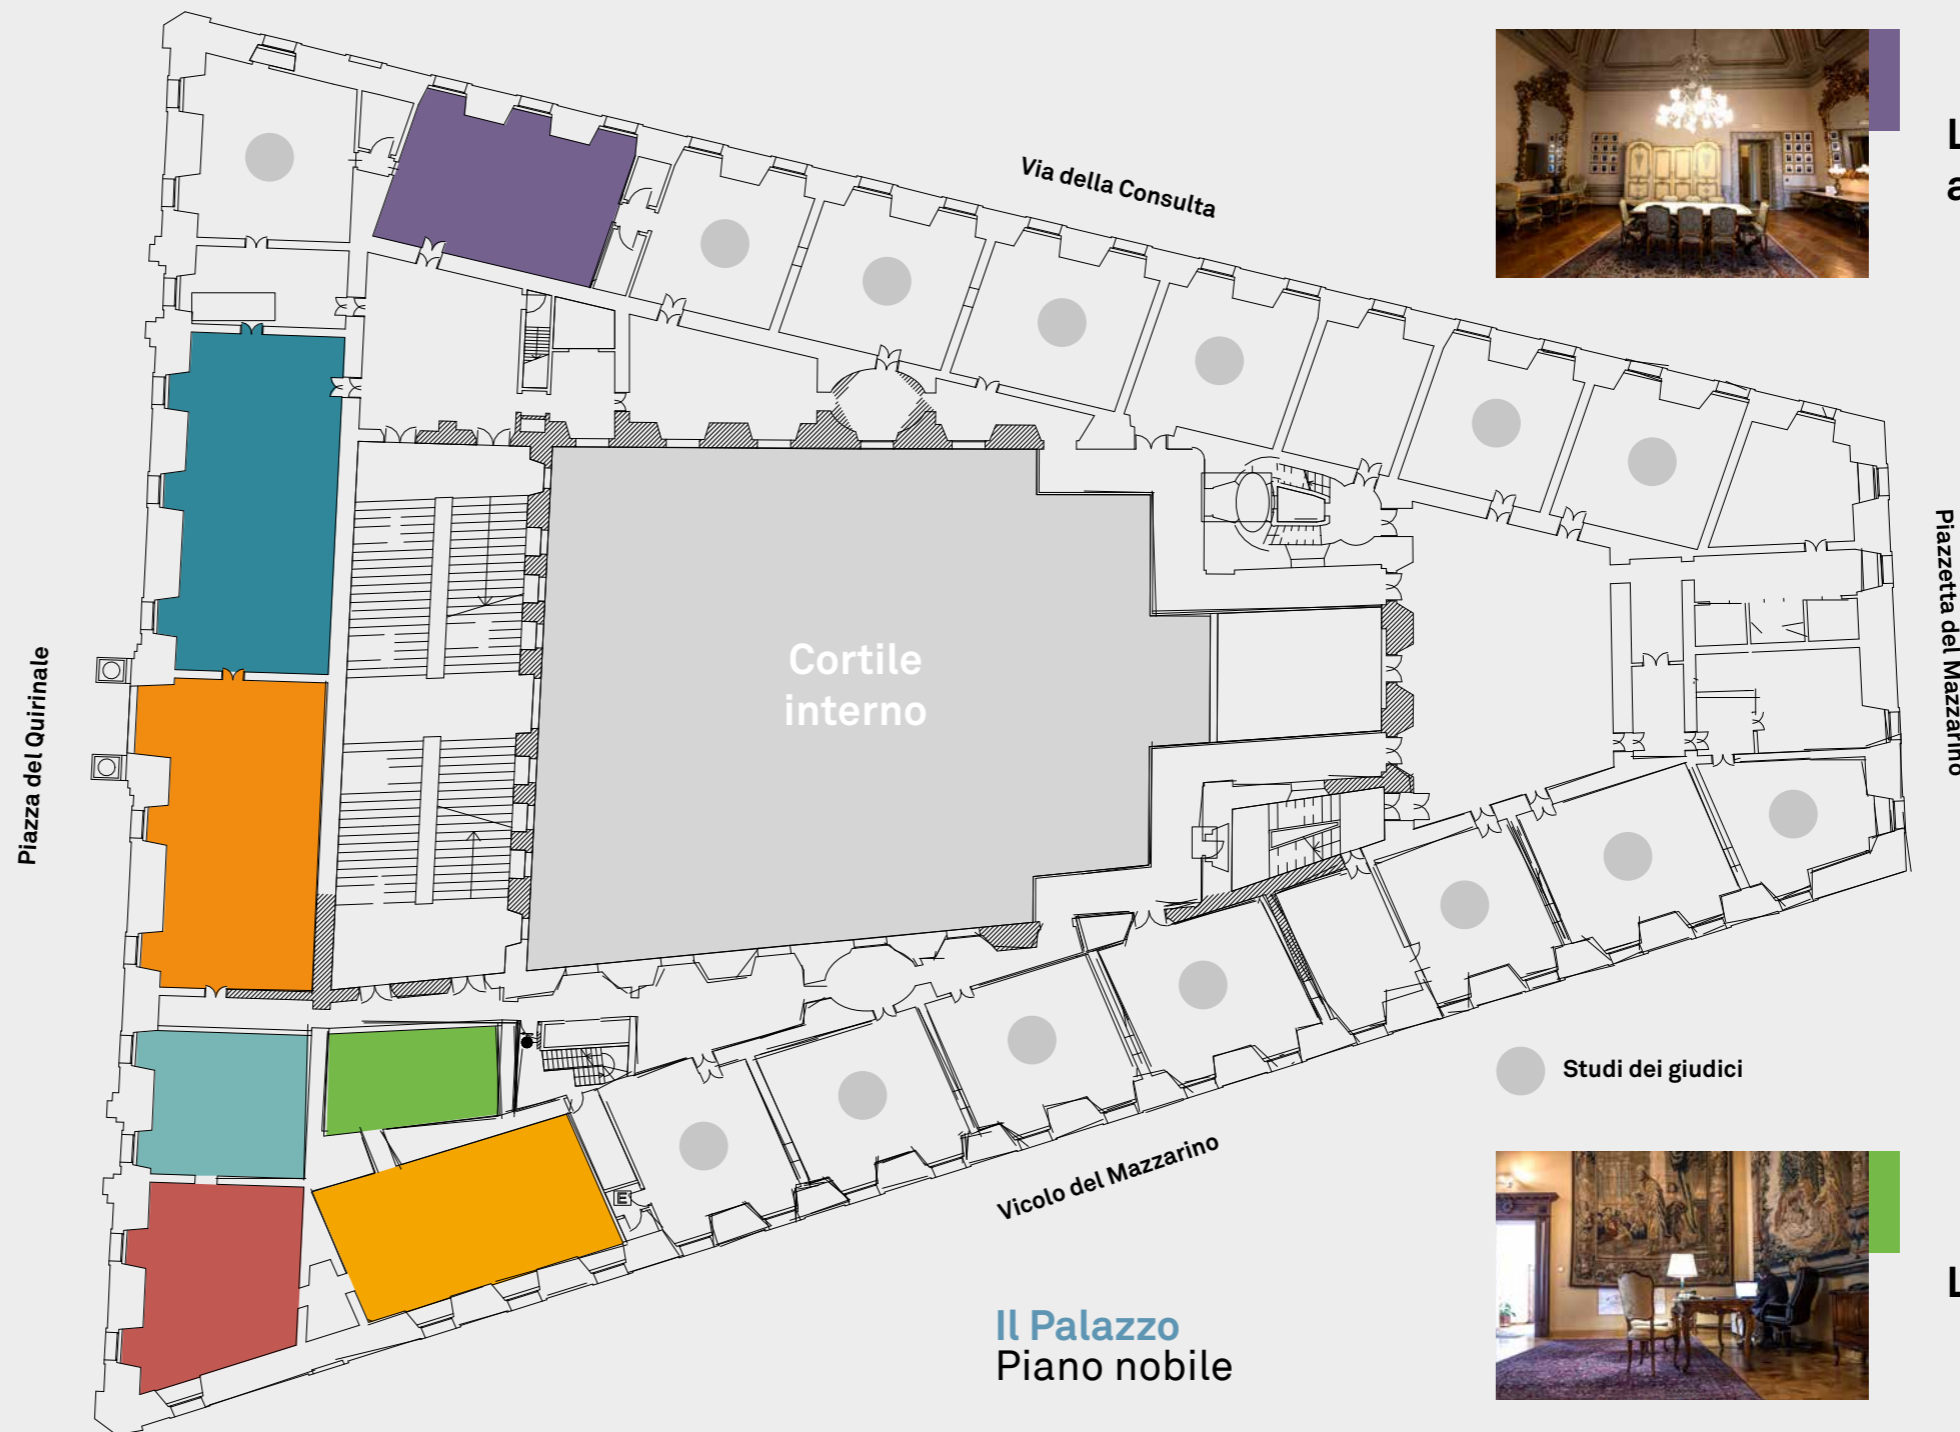 Via della Consulta
Piazza del Quirinale
Cortile
interno
Piazzetta del Mazzarino
Studi dei giudici
Vicolo del Mazzarino
E
Il Palazzo
Piano nobile